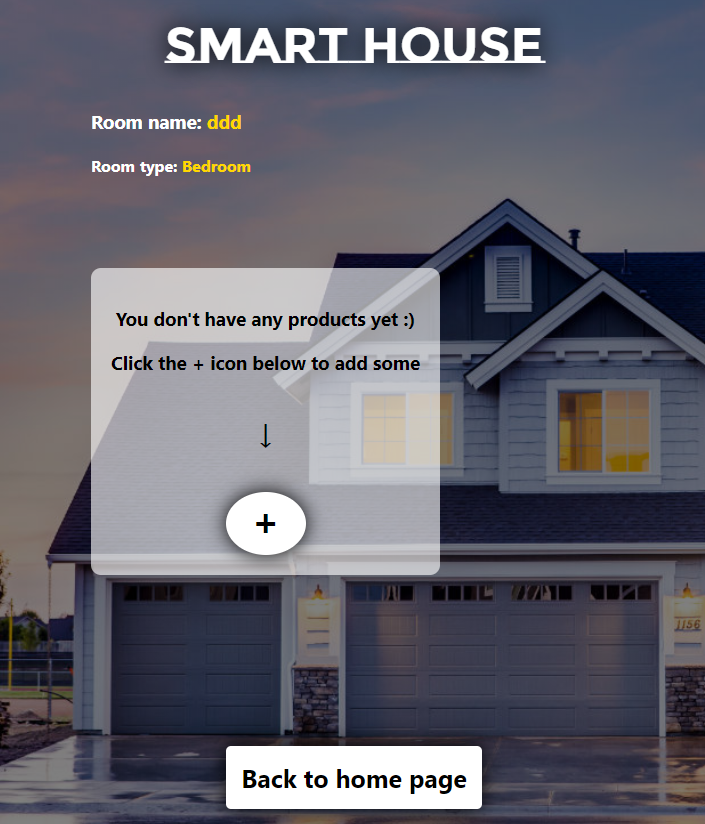 SMART HOUSE
Room name: ddd
Room type: Bedroom
You don't have any products yet :)
Click the + icon below to add some
↓
+
1156
Back to home page